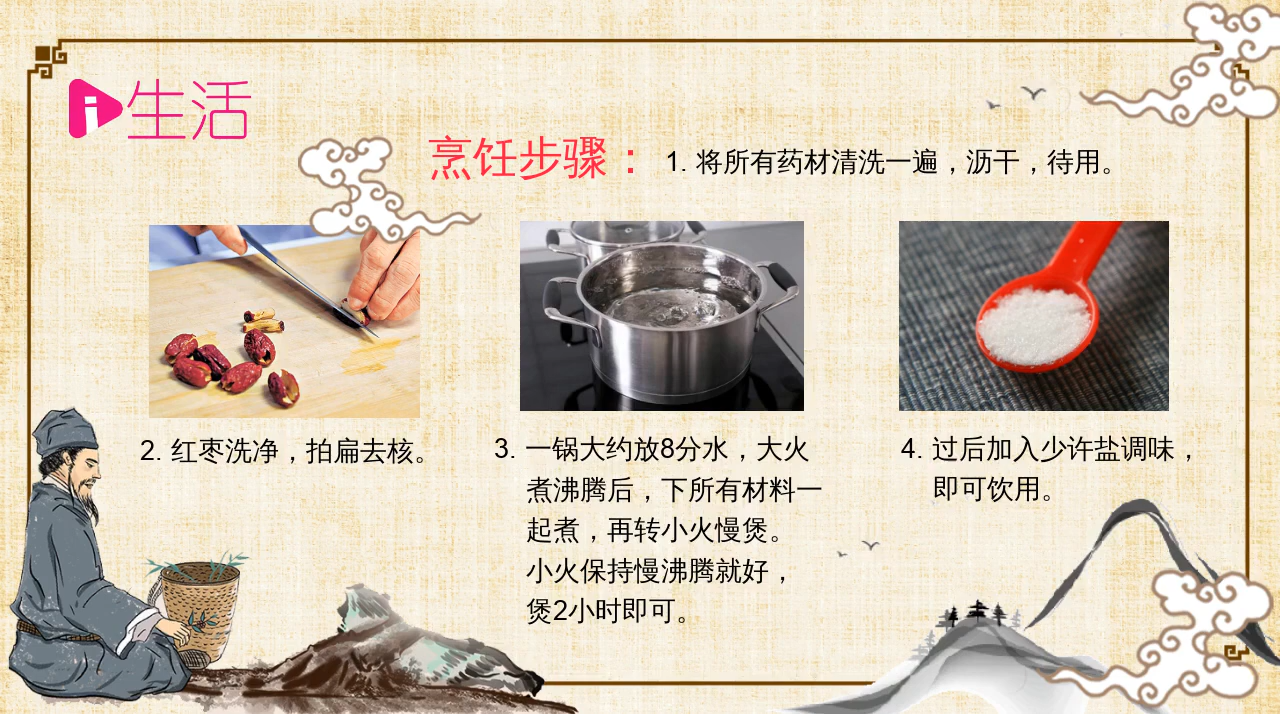 i生活
烹饪步骤：
1. 将所有药材清洗一遍，沥干，待用。
2. 红枣洗净，拍扁去核。
3. 一锅大约放8分水，大火
煮沸腾后，下所有材料一
起煮，再转小火慢煲。
小火保持慢沸腾就好，
煲2小时即可。
4. 过后加入少许盐调味，
即可饮用。